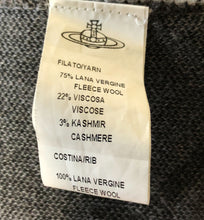 FILATO/YARN
75% LANA VERGINE
FLEECE WOOL
22% VISCOSA
VISCOSE
3% KASHMIR
CASHMERE
COSTINA/RIB
100% LANA VERGINE
FLEECE WOOL